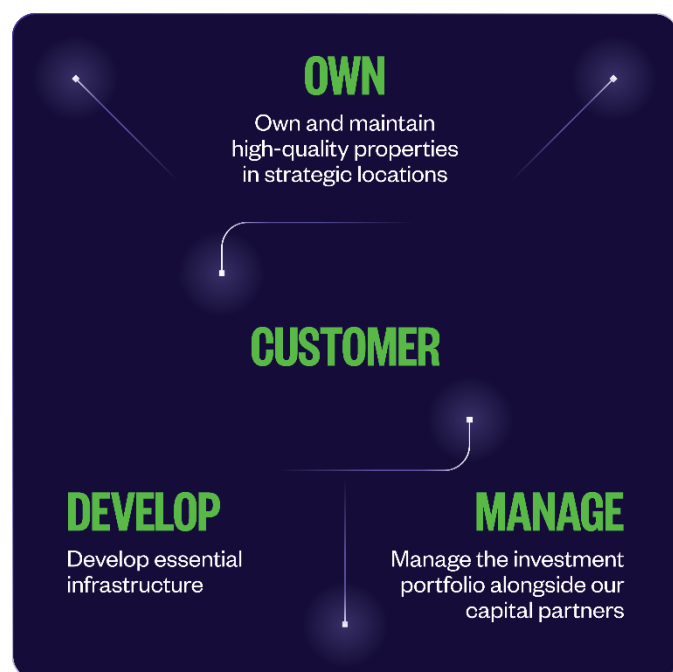 OWN
Own and maintain
high-quality properties
in strategic locations
CUSTOMER
DEVELOP
Develop essential
infrastructure
MANAGE
Manage the investment
portfolio alongside our
capital partners